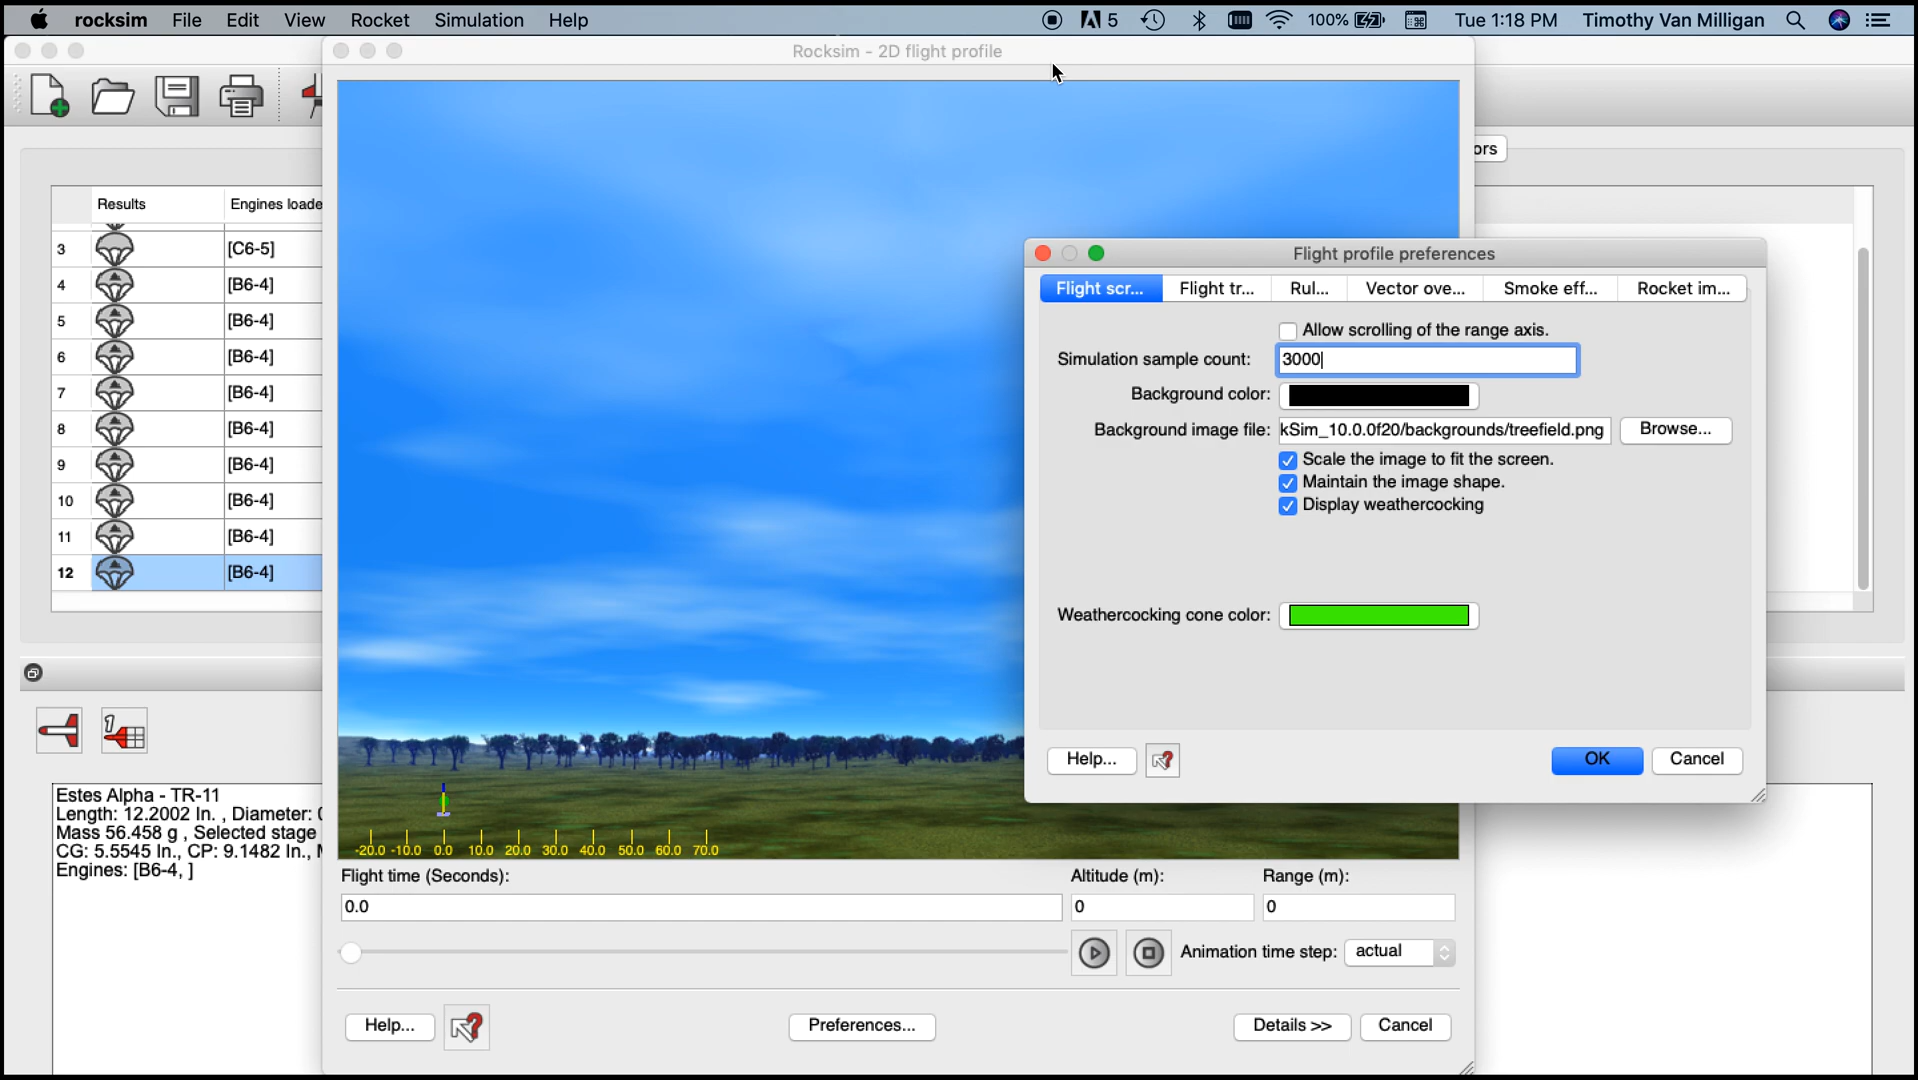 rocksim File Edit View Rocket Simulation Help 5 100% Tue 1:18 PM Timothy Van Milligan
Rocksim - 2D flight profile
ors
Results Engines loade
3 [C6-5]
4 [B6-4]
5 [B6-4]
6 [B6-4]
7 [B6-4]
8 [B6-4]
9 [B6-4]
10 [B6-4]
11 [B6-4]
12 [B6-4]
1
Estes Alpha - TR-11
Length: 12.2002 In. , Diameter:
Mass 56.458 g , Selected stage
CG: 5.5545 In., CP: 9.1482 In.,
Engines: [B6-4, ]
-20.0 -10.0 0.0 10.0 20.0 30.0 40.0 50.0 60.0 70.0
Flight time (Seconds): Altitude (m): Range (m):
0.0 0 0
Animation time step: actual
Help... Preferences... Details >> Cancel
Flight profile preferences
Flight scr... Flight tr... Rul... Vector ove... Smoke eff... Rocket im...
Allow scrolling of the range axis.
Simulation sample count: 3000
Background color:
Background image file: kSim_10.0.0f20/backgrounds/treefield.png Browse...
Scale the image to fit the screen.
Maintain the image shape.
Display weathercocking
Weathercocking cone color:
Help... OK Cancel